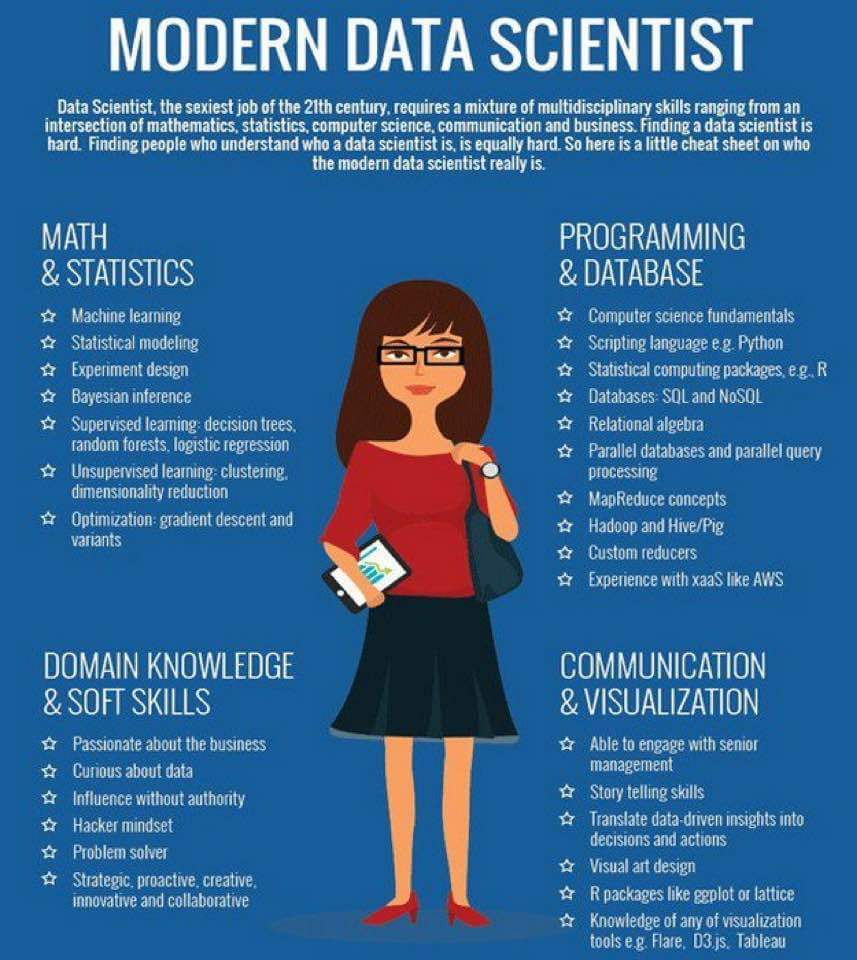 MODERN DATA SCIENTIST
Data Scientist, the sexiest job of the 21th century, requires a mixture of multidisciplinary skills ranging from an
intersection of mathematics, statistics, computer science, communication and business. Finding a data scientist is
hard. Finding people who understand who a data scientist is, is equally hard. So here is a little cheat sheet on who
the modern data scientist really is.
MATH
& STATISTICS
Machine learning
Statistical modeling
Experiment design
Bayesian inference
Supervised learning: decision trees,
random forests, logistic regression
Unsupervised learning: clustering,
dimensionality reduction
Optimization: gradient descent and
variants
PROGRAMMING
& DATABASE
Computer science fundamentals
Scripting language e.g. Python
Statistical computing packages, e.g., R
Databases: SQL and NoSQL
Relational algebra
Parallel databases and parallel query
processing
MapReduce concepts
Hadoop and Hive/Pig
Custom reducers
Experience with xaaS like AWS
DOMAIN KNOWLEDGE
& SOFT SKILLS
Passionate about the business
Curious about data
Influence without authority
Hacker mindset
Problem solver
Strategic, proactive, creative,
innovative and collaborative
COMMUNICATION
& VISUALIZATION
Able to engage with senior
management
Story telling skills
Translate data-driven insights into
decisions and actions
Visual art design
R packages like ggplot or lattice
Knowledge of any of visualization
tools e.g. Flare, D3.js, Tableau